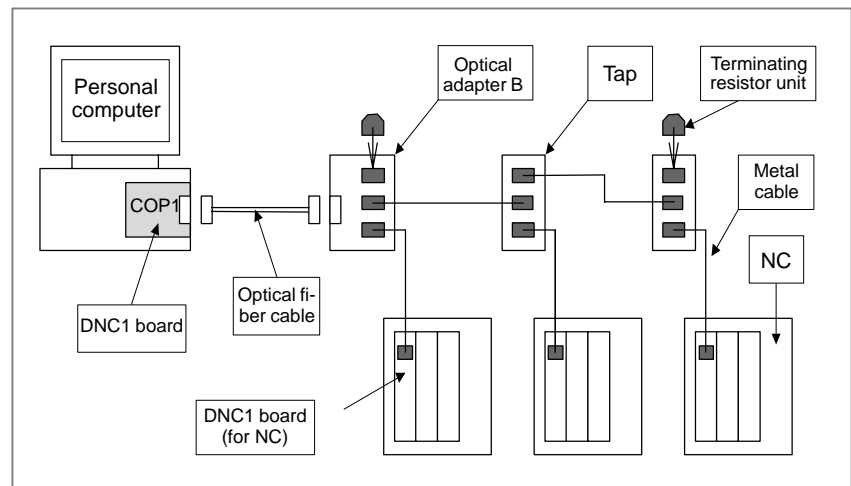 Personal
computer
COP1
DNC1 board
Optical fi-
ber cable
Optical
adapter B
Tap
Terminating
resistor unit
Metal
cable
NC
DNC1 board
(for NC)